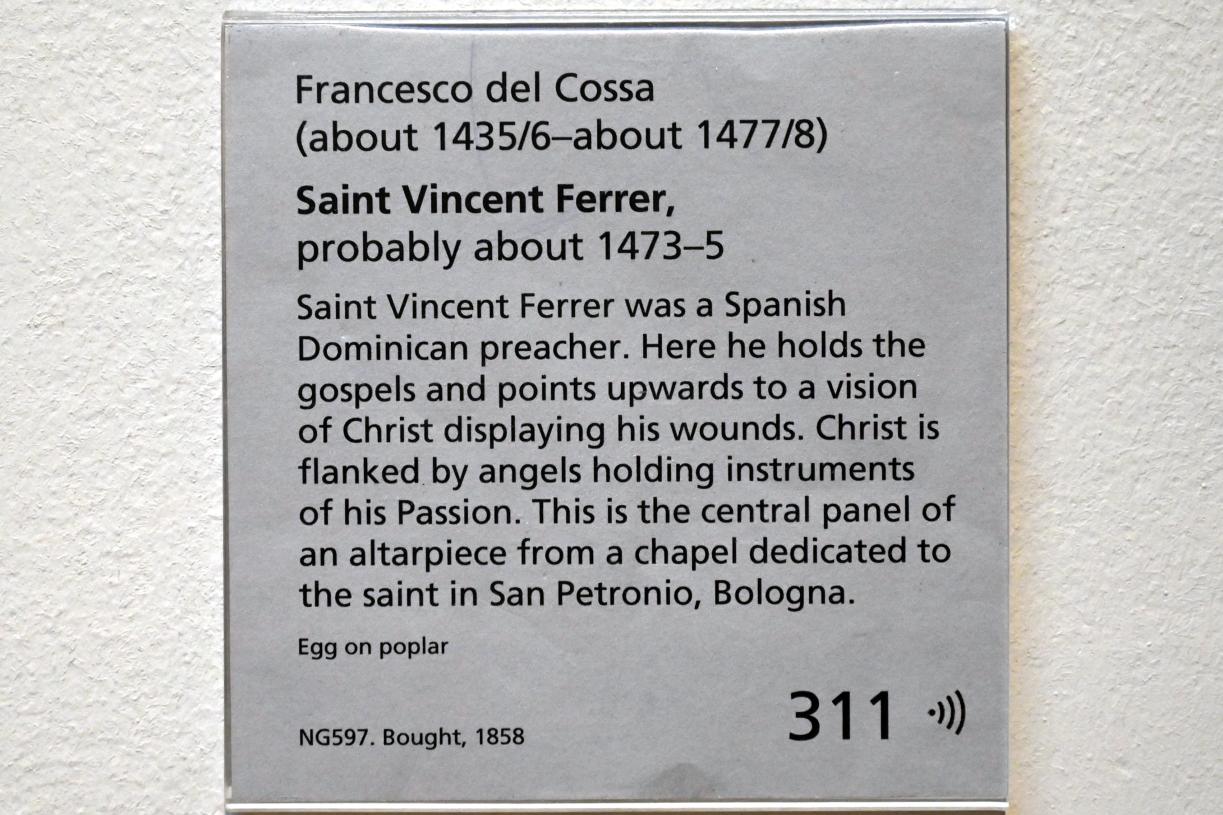 Francesco del Cossa
(about 1435/6–about 1477/8)
Saint Vincent Ferrer,
probably about 1473–5
Saint Vincent Ferrer was a Spanish
Dominican preacher. Here he holds the
gospels and points upwards to a vision
of Christ displaying his wounds. Christ is
flanked by angels holding instruments
of his Passion. This is the central panel of
an altarpiece from a chapel dedicated to
the saint in San Petronio, Bologna.
Egg on poplar
NG597. Bought, 1858
311